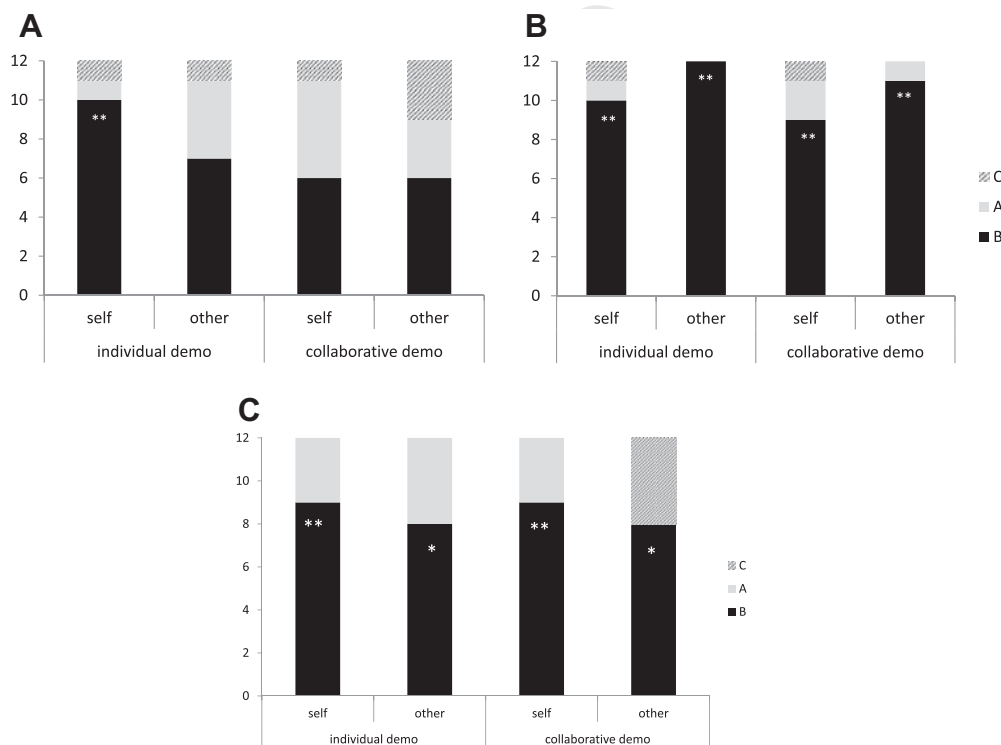 A
12
10
8
6
4
2
0
**
self other self other
individual demo collaborative demo
B
12
10
8
6
4
2
0
** ** ** **
self other self other
individual demo collaborative demo
C
A
B
C
12
10
8
6
4
2
0
** * ** *
self other self other
individual demo collaborative demo
C
A
B